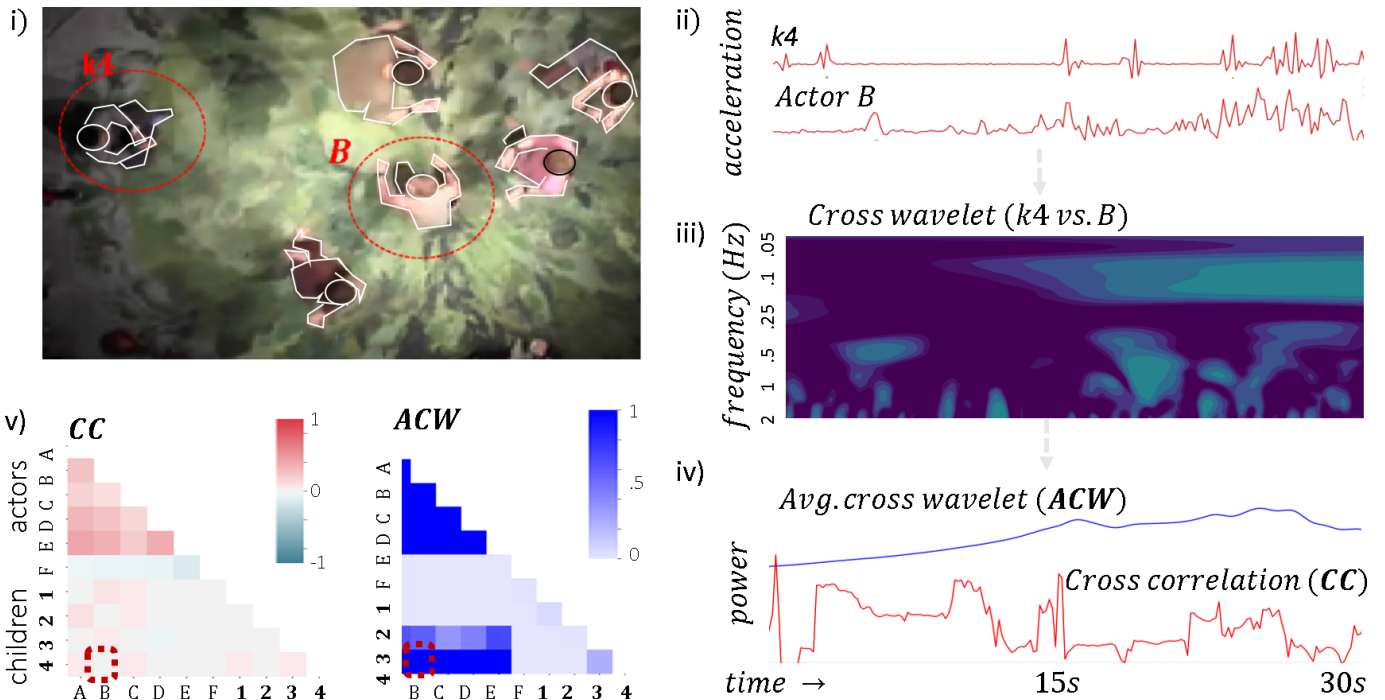 i)
k4
B
ii)
acceleration
k4
Actor B
Cross wavelet (k4 vs. B)
iii)
frequency (Hz)
.05
.1
.25
.5
1
2
iv)
Avg. cross wavelet (ACW)
Cross correlation (CC)
power
time →
15s
30s
v)
CC
1
0
-1
actors
children
A
B
C
D
E
F
1
2
3
4
A B C D E F 1 2 3 4
ACW
1
.5
0
A
B
C
D
E
F
1
2
3
4
B C D E F 1 2 3 4